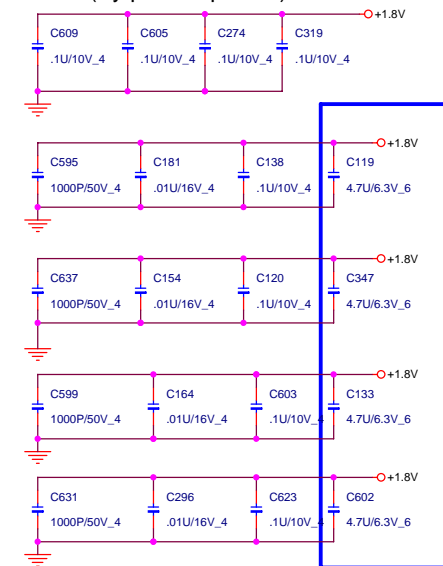 +1.8V
C609 C605 C274 C319
.1U/10V_4 .1U/10V_4 .1U/10V_4 .1U/10V_4
+1.8V
C595 C181 C138 C119
1000P/50V_4 .01U/16V_4 .1U/10V_4 4.7U/6.3V_6
+1.8V
C637 C154 C120 C347
1000P/50V_4 .01U/16V_4 .1U/10V_4 4.7U/6.3V_6
+1.8V
C599 C164 C603 C133
1000P/50V_4 .01U/16V_4 .1U/10V_4 4.7U/6.3V_6
+1.8V
C631 C296 C623 C602
1000P/50V_4 .01U/16V_4 .1U/10V_4 4.7U/6.3V_6